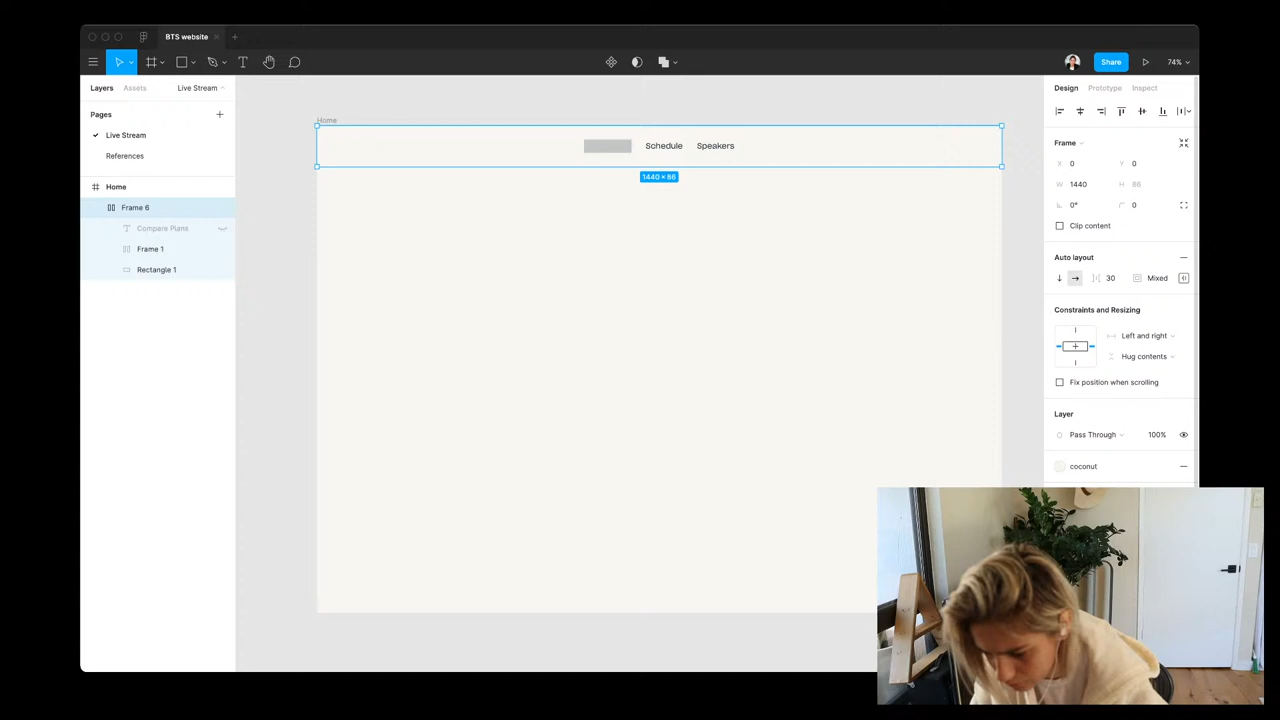 BTS website
Share
74%
Layers
Assets
Live Stream
Pages
Live Stream
References
Home
Frame 6
Compare Plans
Frame 1
Rectangle 1
Home
Schedule
Speakers
1440 × 86
Design
Prototype
Inspect
Frame
X 0
Y 0
W 1440
H 86
0°
0
Clip content
Auto layout
30
Mixed
Constraints and Resizing
Left and right
Hug contents
Fix position when scrolling
Layer
Pass Through
100%
coconut